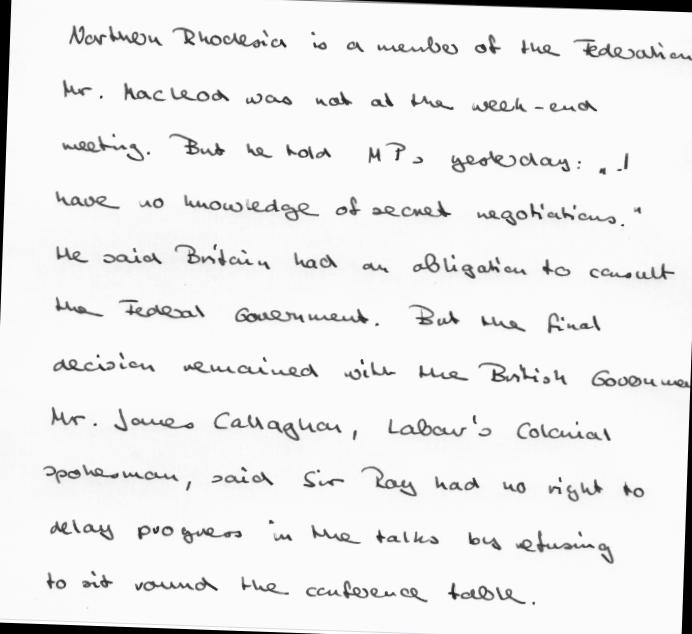 Northern Rhodesia is a member of the Federation
Mr. Macleod was not at the week-end
meeting. But he told MPs yesterday: "I
have no knowledge of secret negotiations."
He said Britain had an obligation to consult
the Federal Government. But the final
decision remained with the British Governme
Mr. James Callaghan, Labour's Colonial
spokesman, said Sir Roy had no right to
delay progress in the talks by refusing
to sit round the conference table.